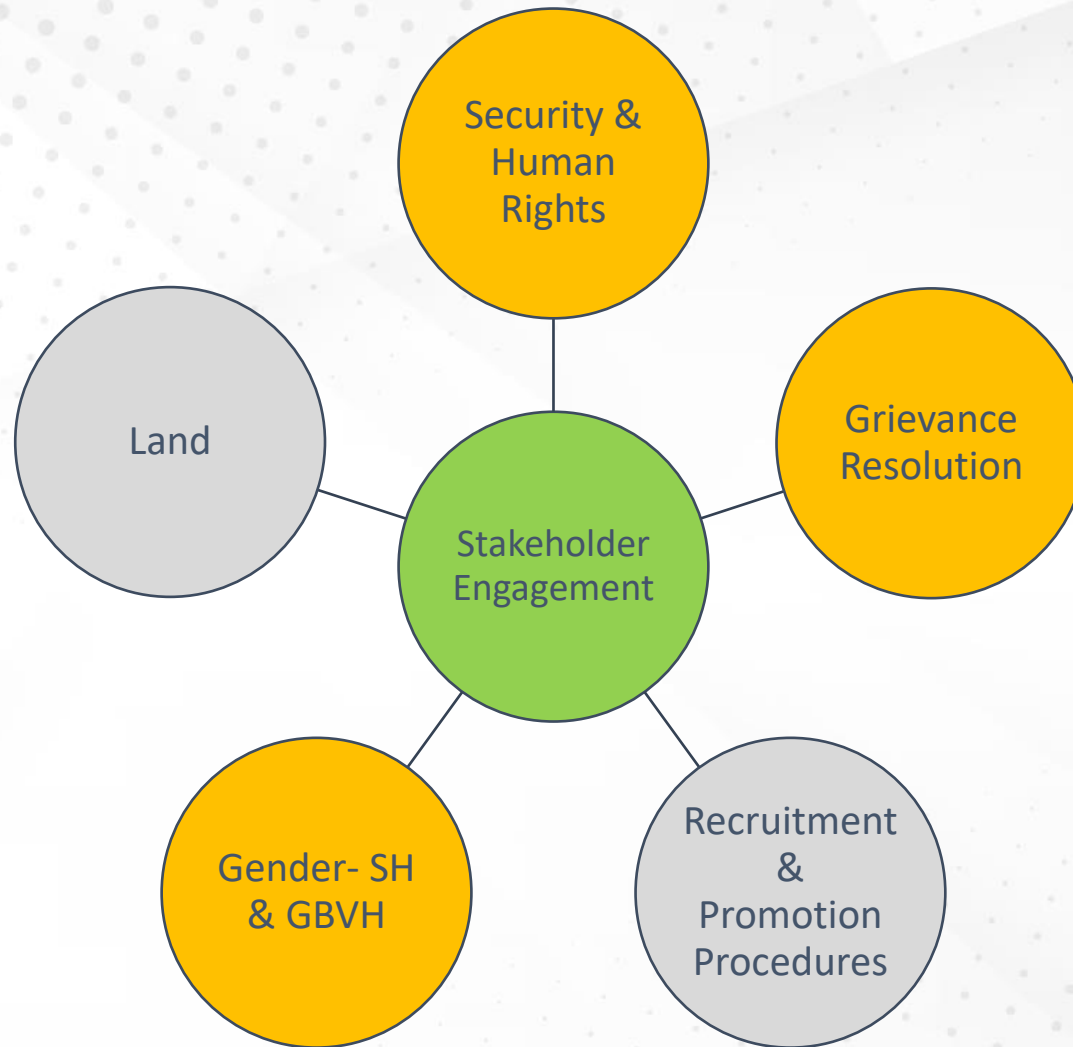 Security &
Human
Rights
Grievance
Resolution
Land
Stakeholder
Engagement
Recruitment
&
Promotion
Procedures
Gender- SH
& GBVH